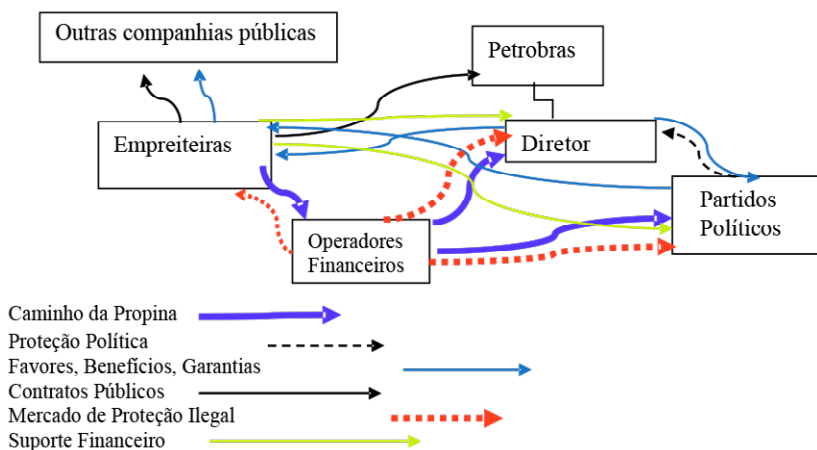 Outras companhias públicas
Petrobras
Empreiteiras
Diretor
Partidos
Políticos
Operadores
Financeiros
Caminho da Propina
Proteção Política
Favores, Benefícios, Garantias
Contratos Públicos
Mercado de Proteção Ilegal
Suporte Financeiro